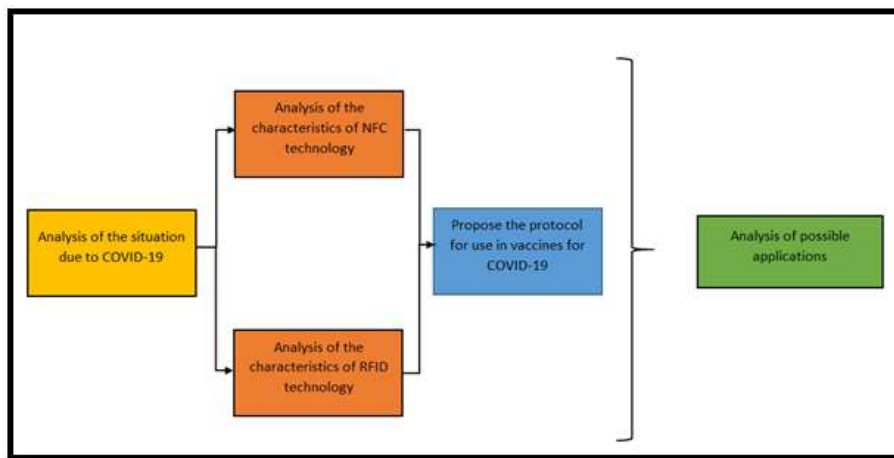 Analysis of the situation
due to COVID-19
Analysis of the
characteristics of NFC
technology
Analysis of the
characteristics of RFID
technology
Propose the protocol
for use in vaccines for
COVID-19
Analysis of possible
applications